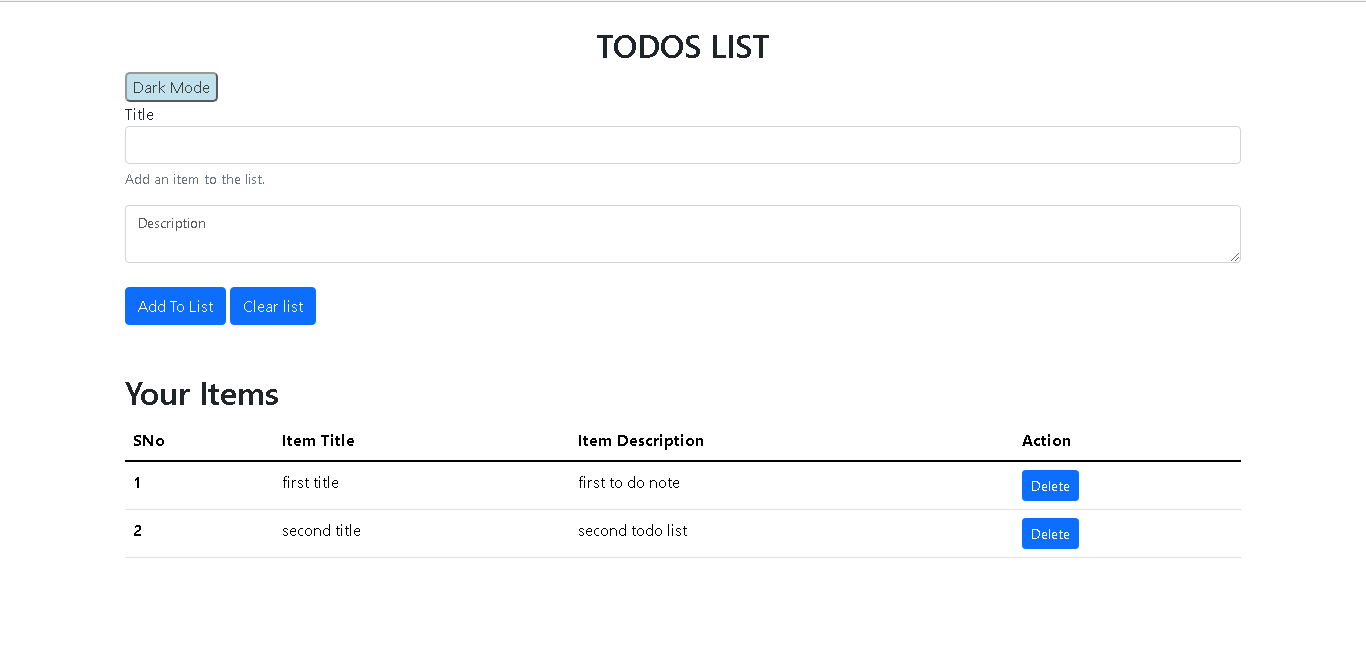 TODOS LIST
Dark Mode
Title
Add an item to the list.
Description
Add To List Clear list
Your Items
SNo Item Title Item Description Action
1 first title first to do note Delete
2 second title second todo list Delete